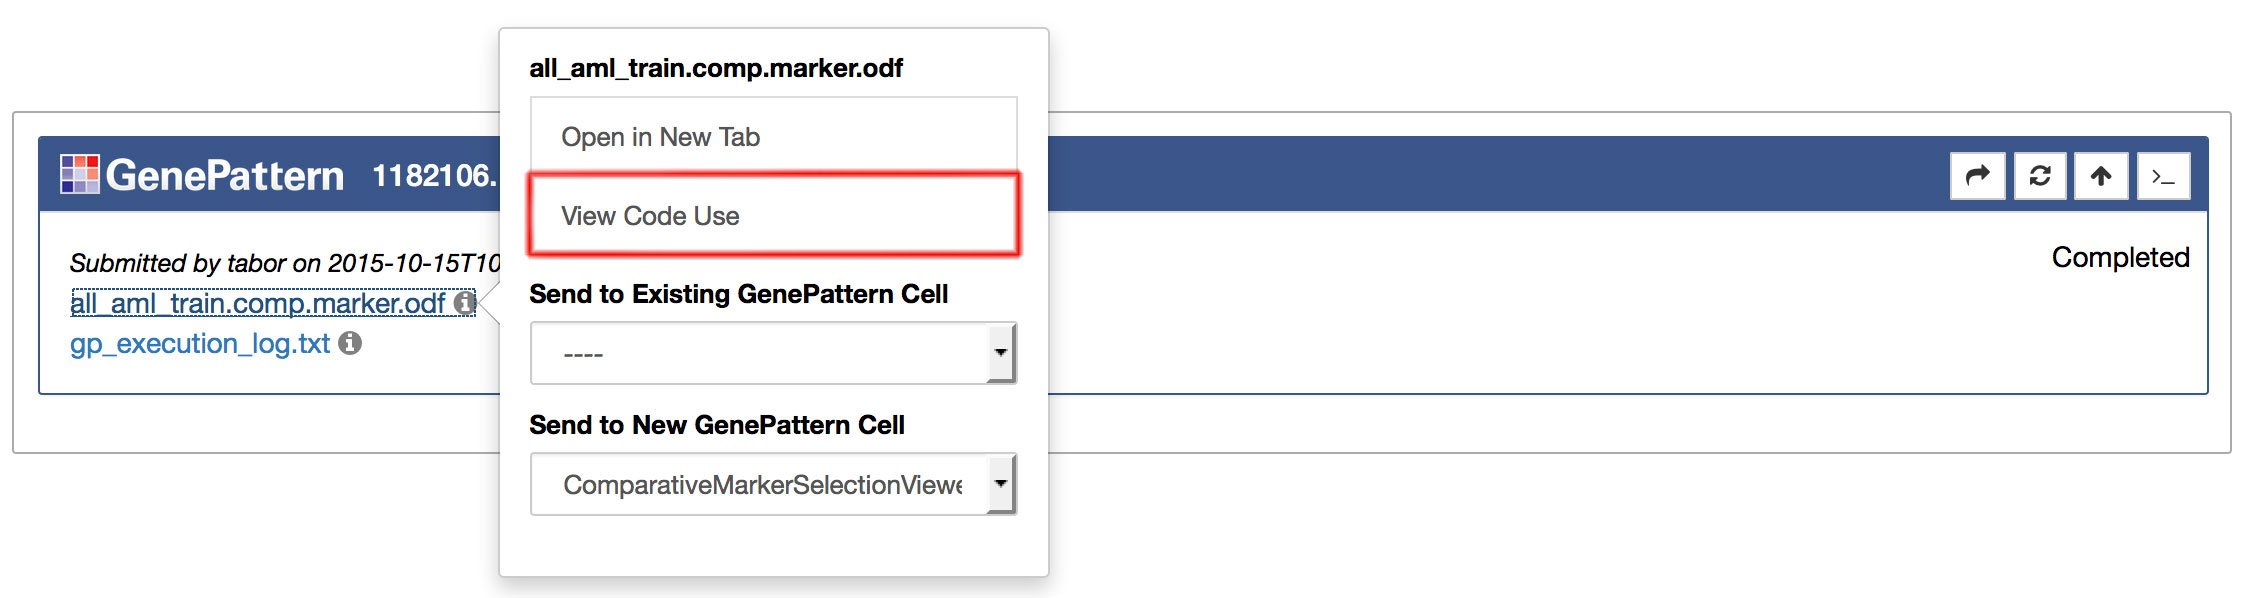 all_aml_train.comp.marker.odf
Open in New Tab
GenePattern 1182106.
View Code Use
>_
Submitted by tabor on 2015-10-15T10
Completed
all_aml_train.comp.marker.odf
Send to Existing GenePattern Cell
gp_execution_log.txt
----
Send to New GenePattern Cell
ComparativeMarkerSelectionViewe